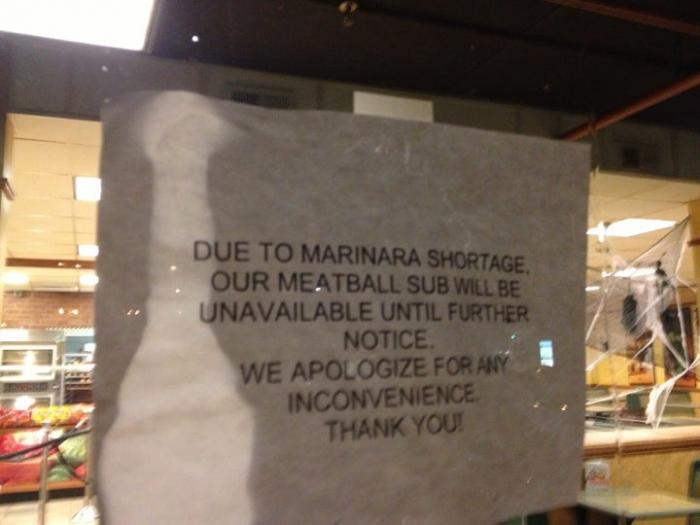 DUE TO MARINARA SHORTAGE,
OUR MEATBALL SUB WILL BE
UNAVAILABLE UNTIL FURTHER
NOTICE.
WE APOLOGIZE FOR ANY
INCONVENIENCE.
THANK YOU!